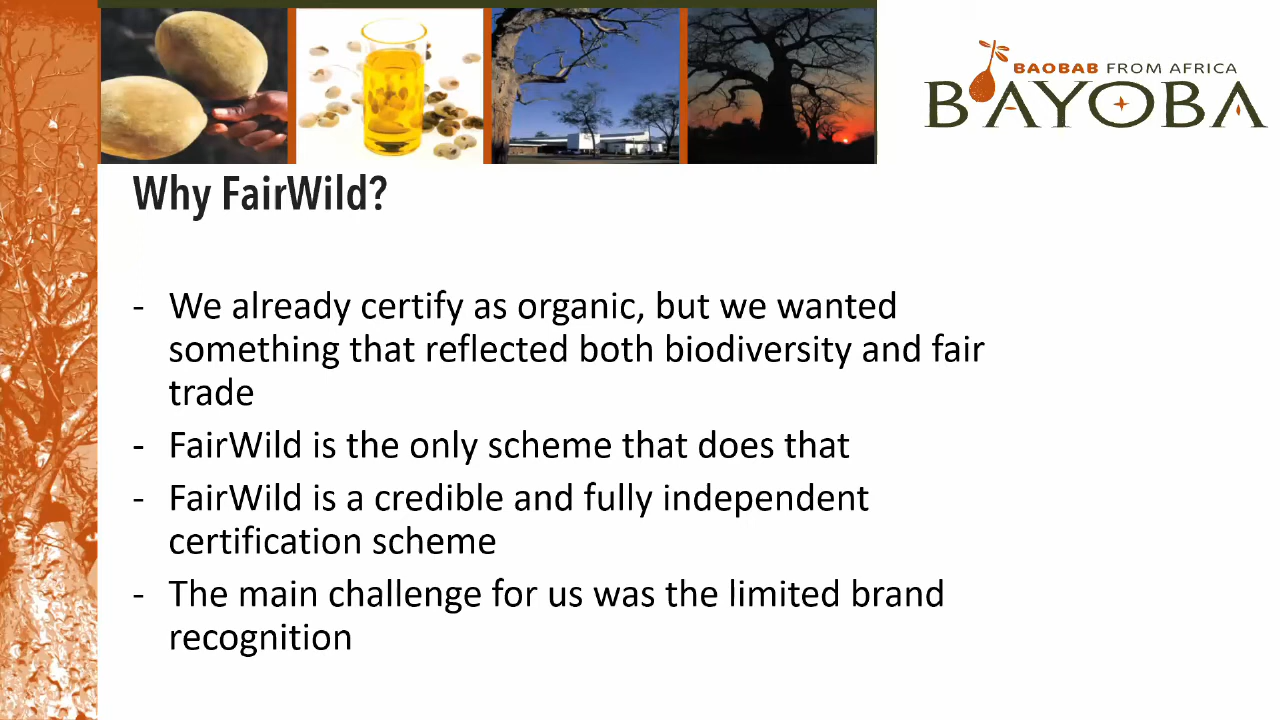 BAOBAB FROM AFRICA
BAYOBA
Why FairWild?
- We already certify as organic, but we wanted
something that reflected both biodiversity and fair
trade
- FairWild is the only scheme that does that
- FairWild is a credible and fully independent
certification scheme
- The main challenge for us was the limited brand
recognition